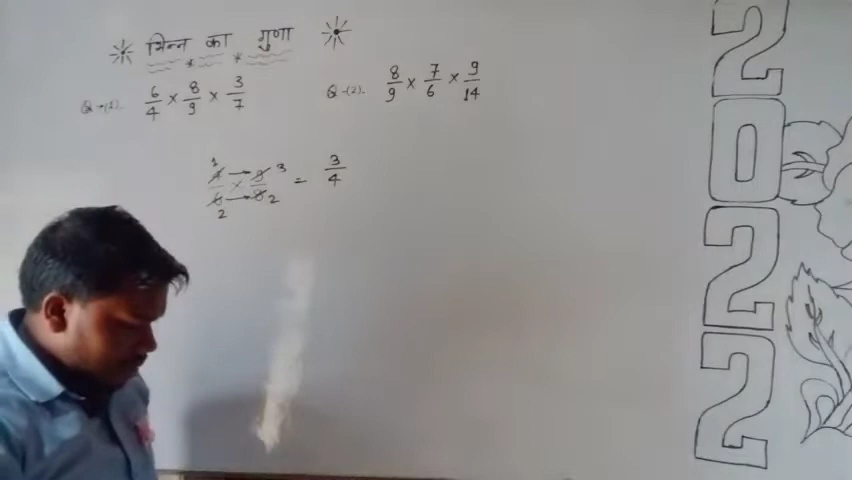 भिन्न का गुणा
Q→(1). 6/4 × 8/9 × 3/7
Q→(2). 8/9 × 7/6 × 9/14
= 3/4
2022